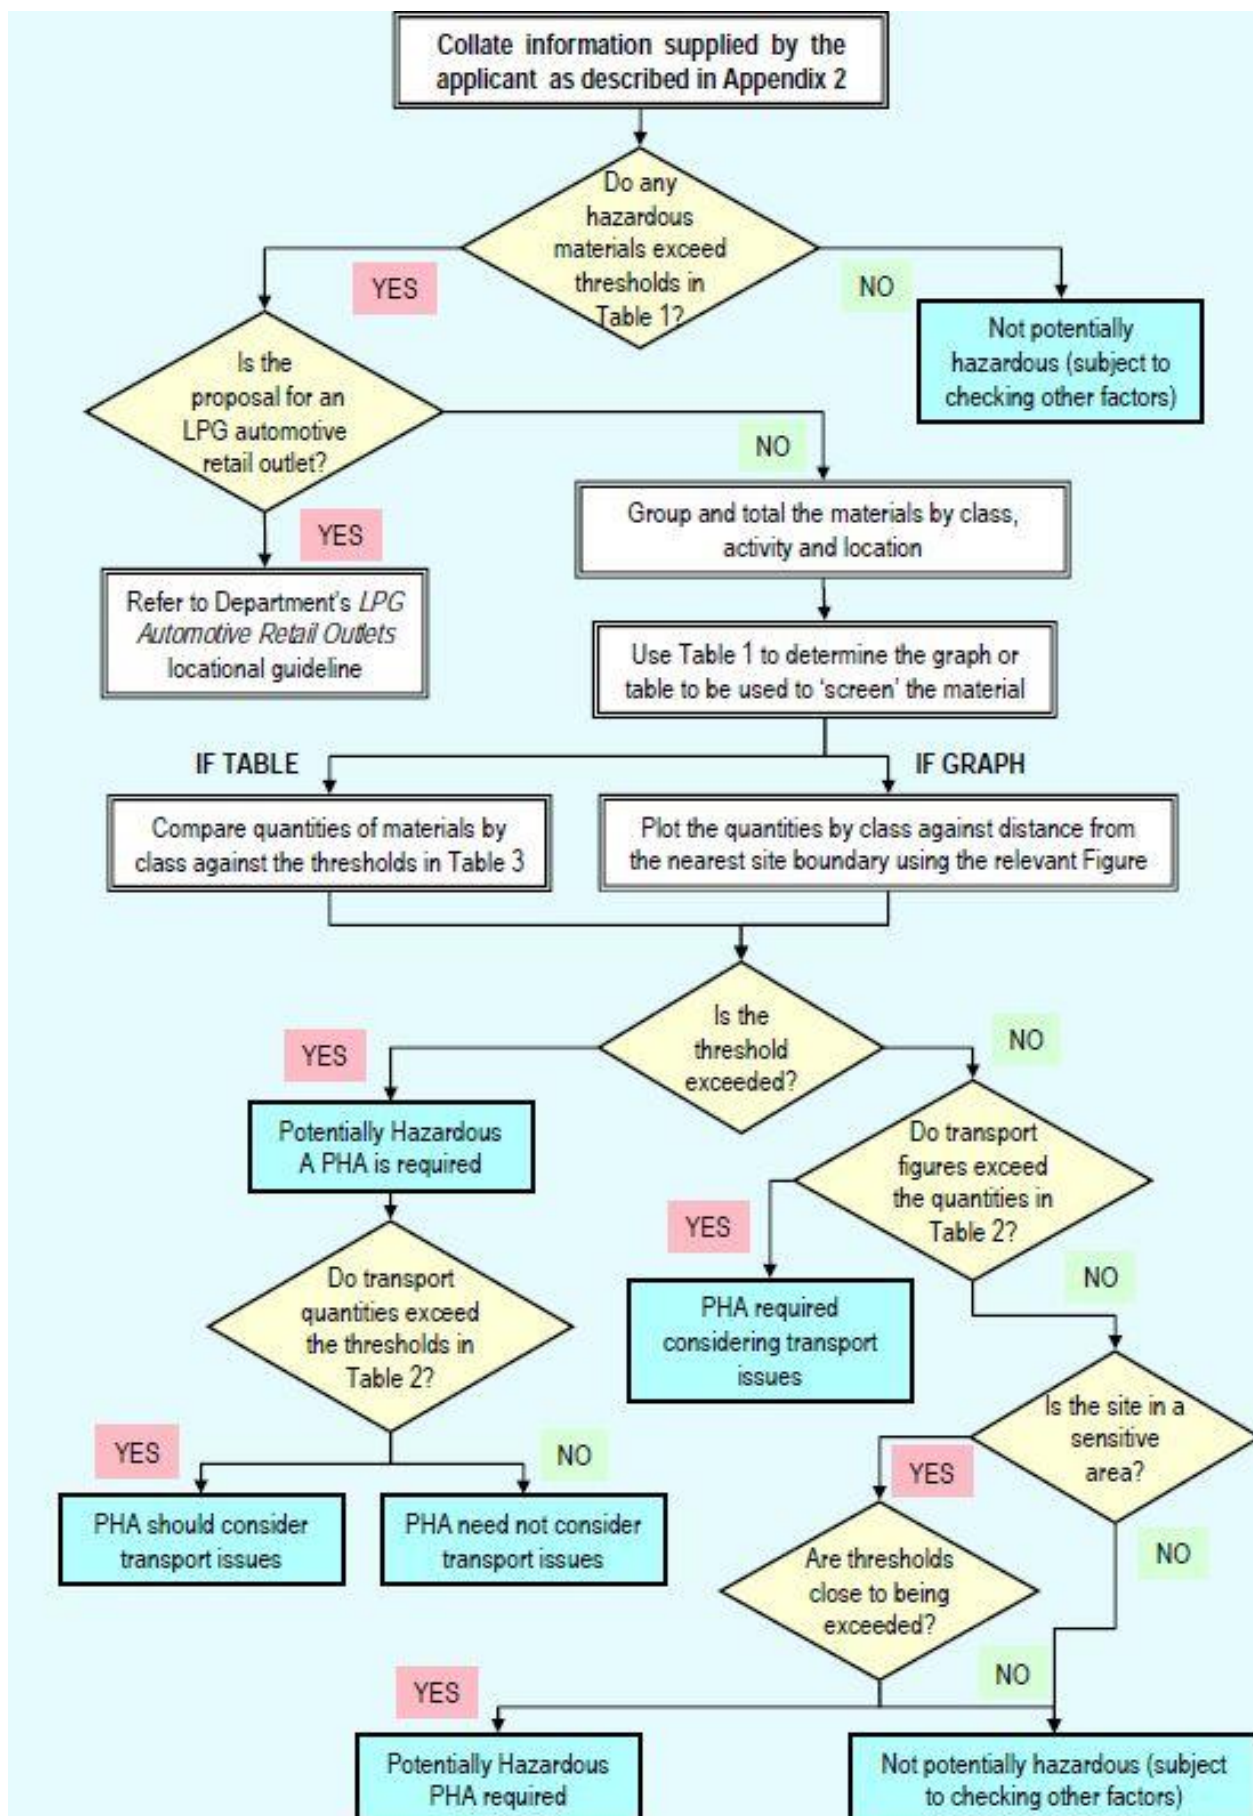 Collate information supplied by the
applicant as described in Appendix 2
Do any
hazardous
materials exceed
thresholds in
Table 1?
YES
NO
Not potentially
hazardous (subject to
checking other factors)
Is the
proposal for an
LPG automotive
retail outlet?
NO
YES
Group and total the materials by class,
activity and location
Refer to Department's LPG
Automotive Retail Outlets
locational guideline
Use Table 1 to determine the graph or
table to be used to 'screen' the material
IF TABLE
IF GRAPH
Compare quantities of materials by
class against the thresholds in Table 3
Plot the quantities by class against distance from
the nearest site boundary using the relevant Figure
Is the
threshold
exceeded?
YES
NO
Potentially Hazardous
A PHA is required
Do transport
figures exceed
the quantities in
Table 2?
YES
NO
Do transport
quantities exceed
the thresholds in
Table 2?
PHA required
considering transport
issues
Is the site in a
sensitive
area?
YES
NO
YES
NO
PHA should consider
transport issues
PHA need not consider
transport issues
Are thresholds
close to being
exceeded?
YES
NO
Potentially Hazardous
PHA required
Not potentially hazardous (subject
to checking other factors)